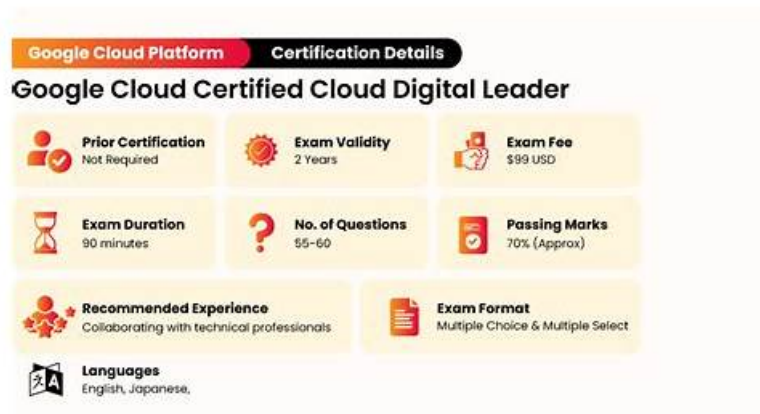 Google Cloud Platform
Certification Details
Google Cloud Certified Cloud Digital Leader
Prior Certification
Not Required
Exam Validity
2 Years
Exam Fee
$99 USD
Exam Duration
90 minutes
No. of Questions
55-60
Passing Marks
70% (Approx)
Recommended Experience
Collaborating with technical professionals
Exam Format
Multiple Choice & Multiple Select
Languages
English, Japanese,